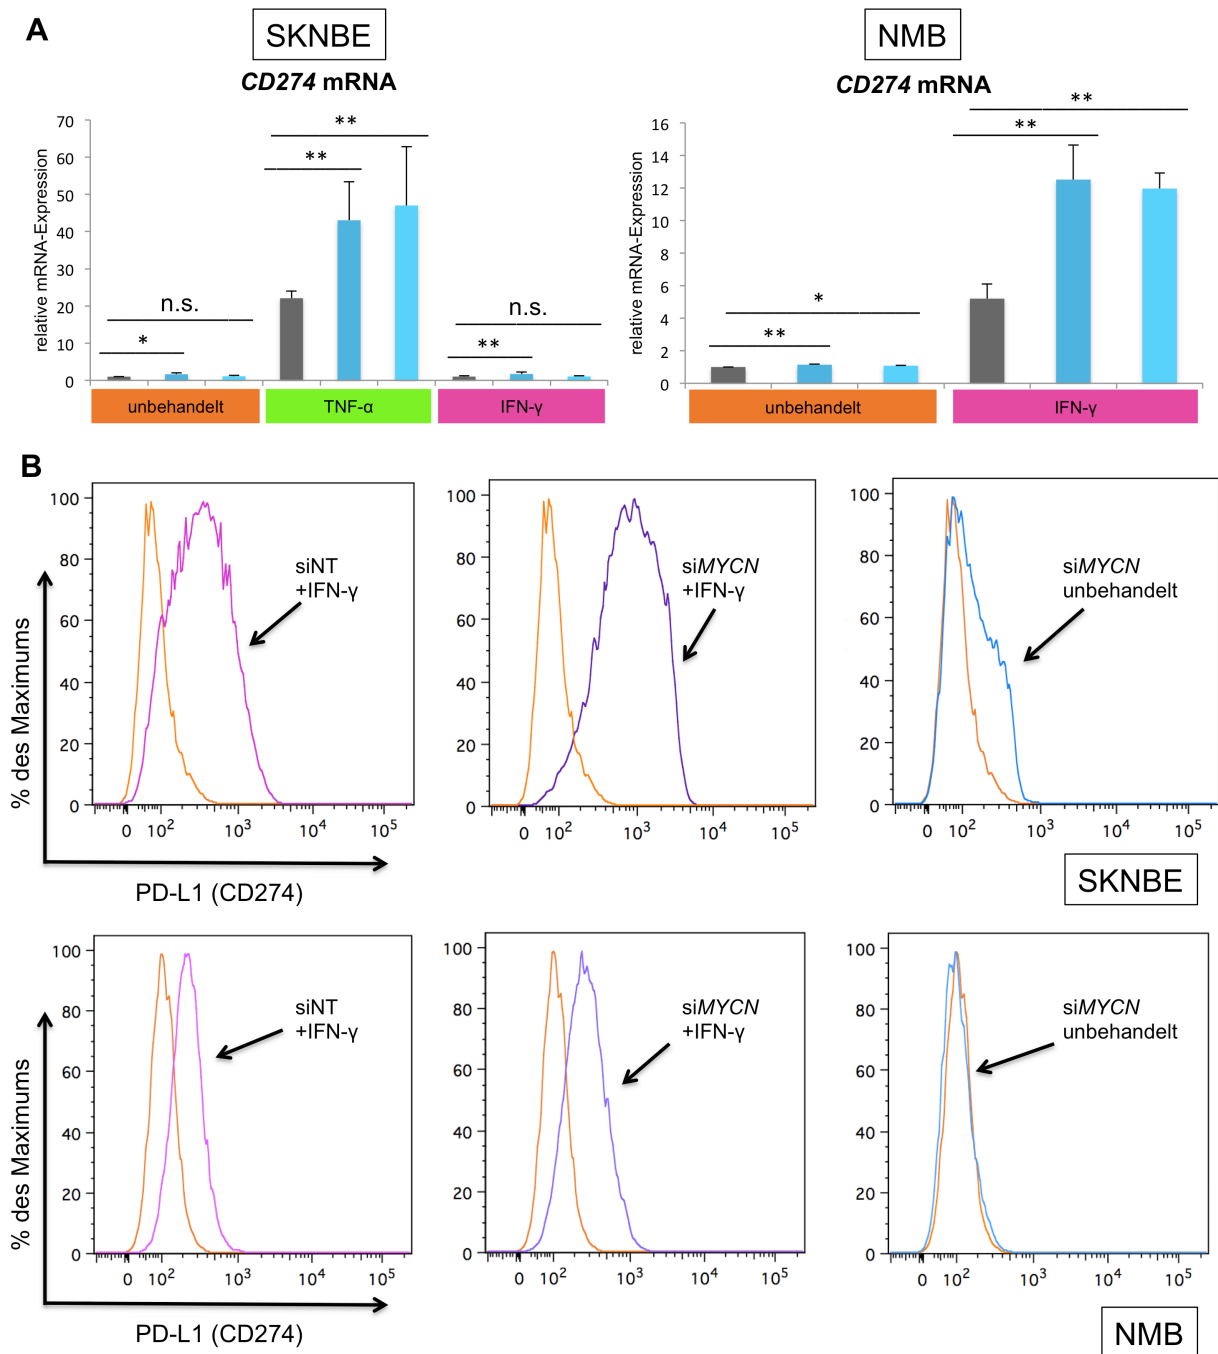 A
SKNBE
CD274 mRNA
relative mRNA-Expression
70
60
50
40
30
20
10
0
**
**
n.s.
*
n.s.
**
unbehandelt
TNF-α
IFN-γ
NMB
CD274 mRNA
relative mRNA-Expression
16
14
12
10
8
6
4
2
0
**
**
*
**
unbehandelt
IFN-γ
B
% des Maximums
100
80
60
40
20
0
siNT
+IFN-γ
0 10² 10³ 10⁴ 10⁵
PD-L1 (CD274)
100
80
60
40
20
0
siMYCN
+IFN-γ
0 10² 10³ 10⁴ 10⁵
100
80
60
40
20
0
siMYCN
unbehandelt
0 10² 10³ 10⁴ 10⁵
SKNBE
% des Maximums
100
80
60
40
20
0
siNT
+IFN-γ
0 10² 10³ 10⁴ 10⁵
PD-L1 (CD274)
100
80
60
40
20
0
siMYCN
+IFN-γ
0 10² 10³ 10⁴ 10⁵
100
80
60
40
20
0
siMYCN
unbehandelt
0 10² 10³ 10⁴ 10⁵
NMB